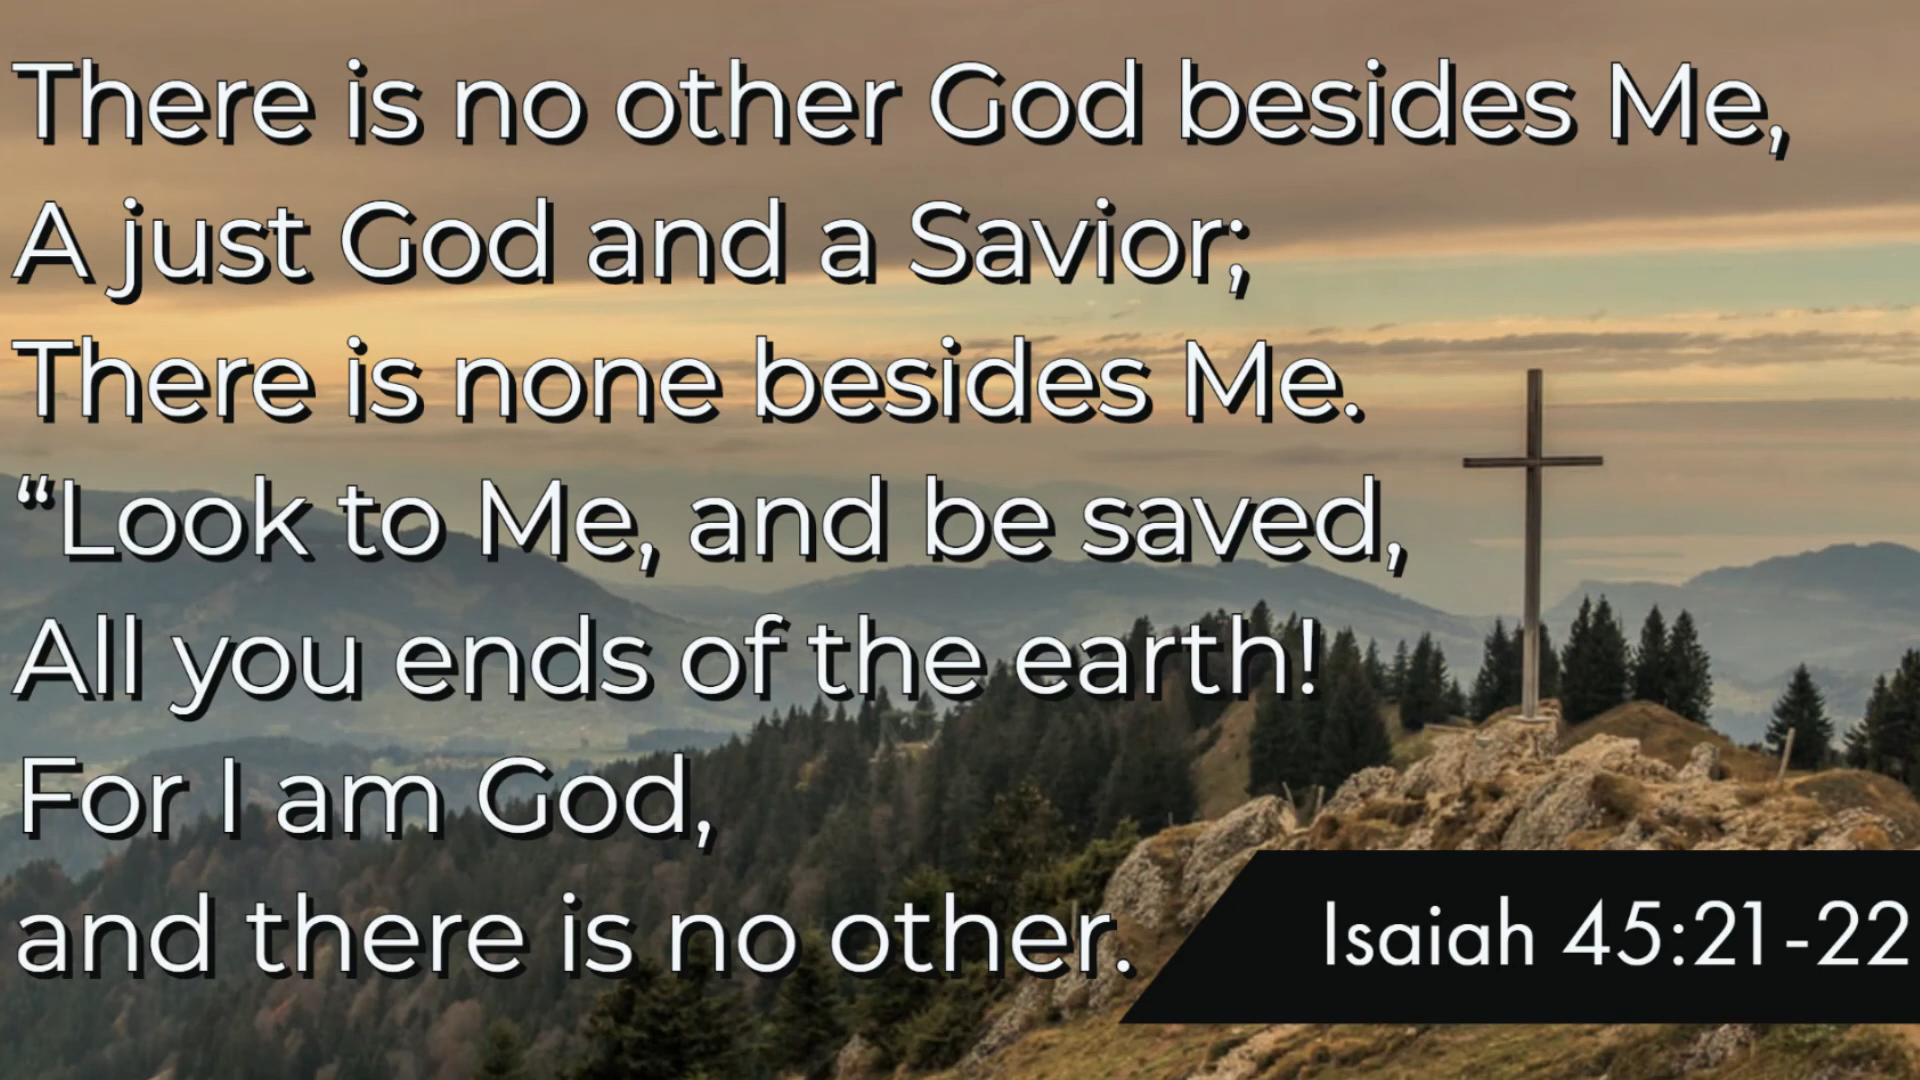 There is no other God besides Me,
A just God and a Savior;
There is none besides Me.
“Look to Me, and be saved,
All you ends of the earth!
For I am God,
and there is no other.
Isaiah 45:21-22